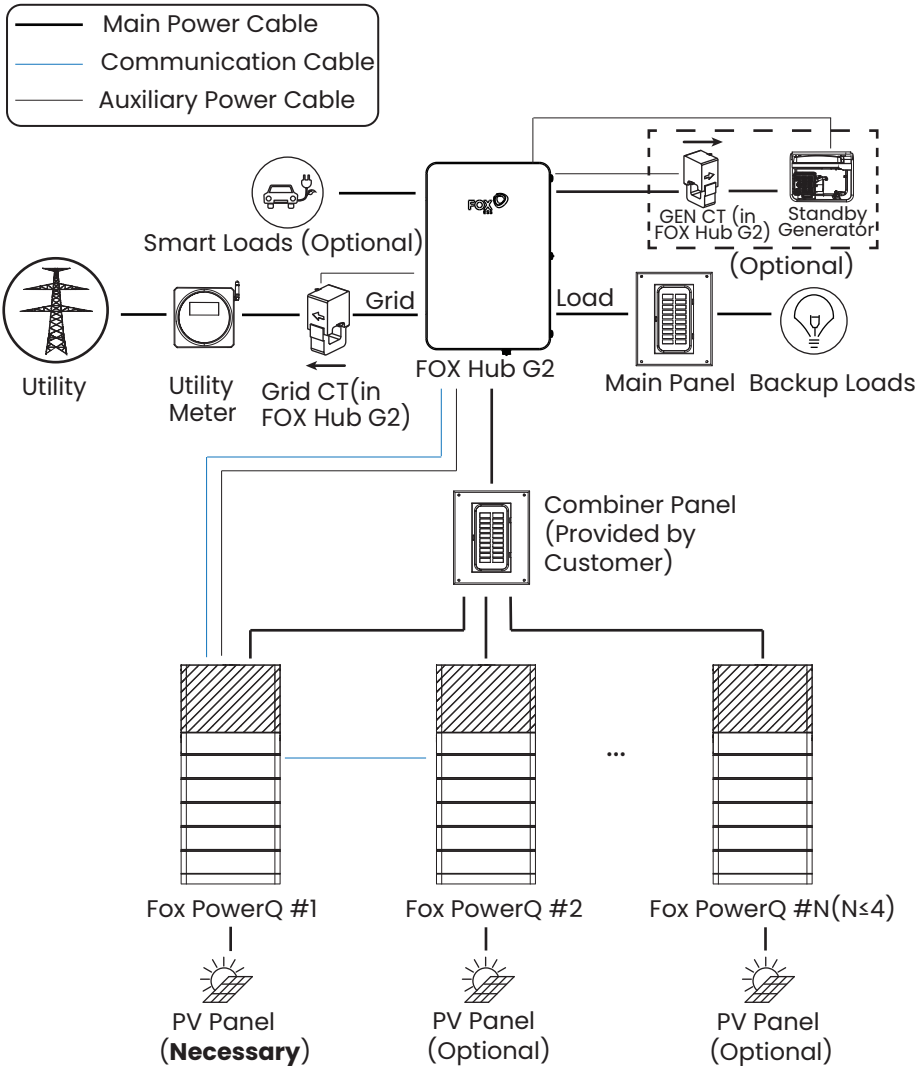 Main Power Cable
Communication Cable
Auxiliary Power Cable
Smart Loads (Optional)
FOX
ESS
GEN CT (in
FOX Hub G2)
Standby
Generator
(Optional)
Grid
Load
Utility
Utility
Meter
Grid CT(in
FOX Hub G2)
FOX Hub G2
Main Panel
Backup Loads
Combiner Panel
(Provided by
Customer)
...
Fox PowerQ #1
Fox PowerQ #2
Fox PowerQ #N(N≤4)
PV Panel
(Necessary)
PV Panel
(Optional)
PV Panel
(Optional)